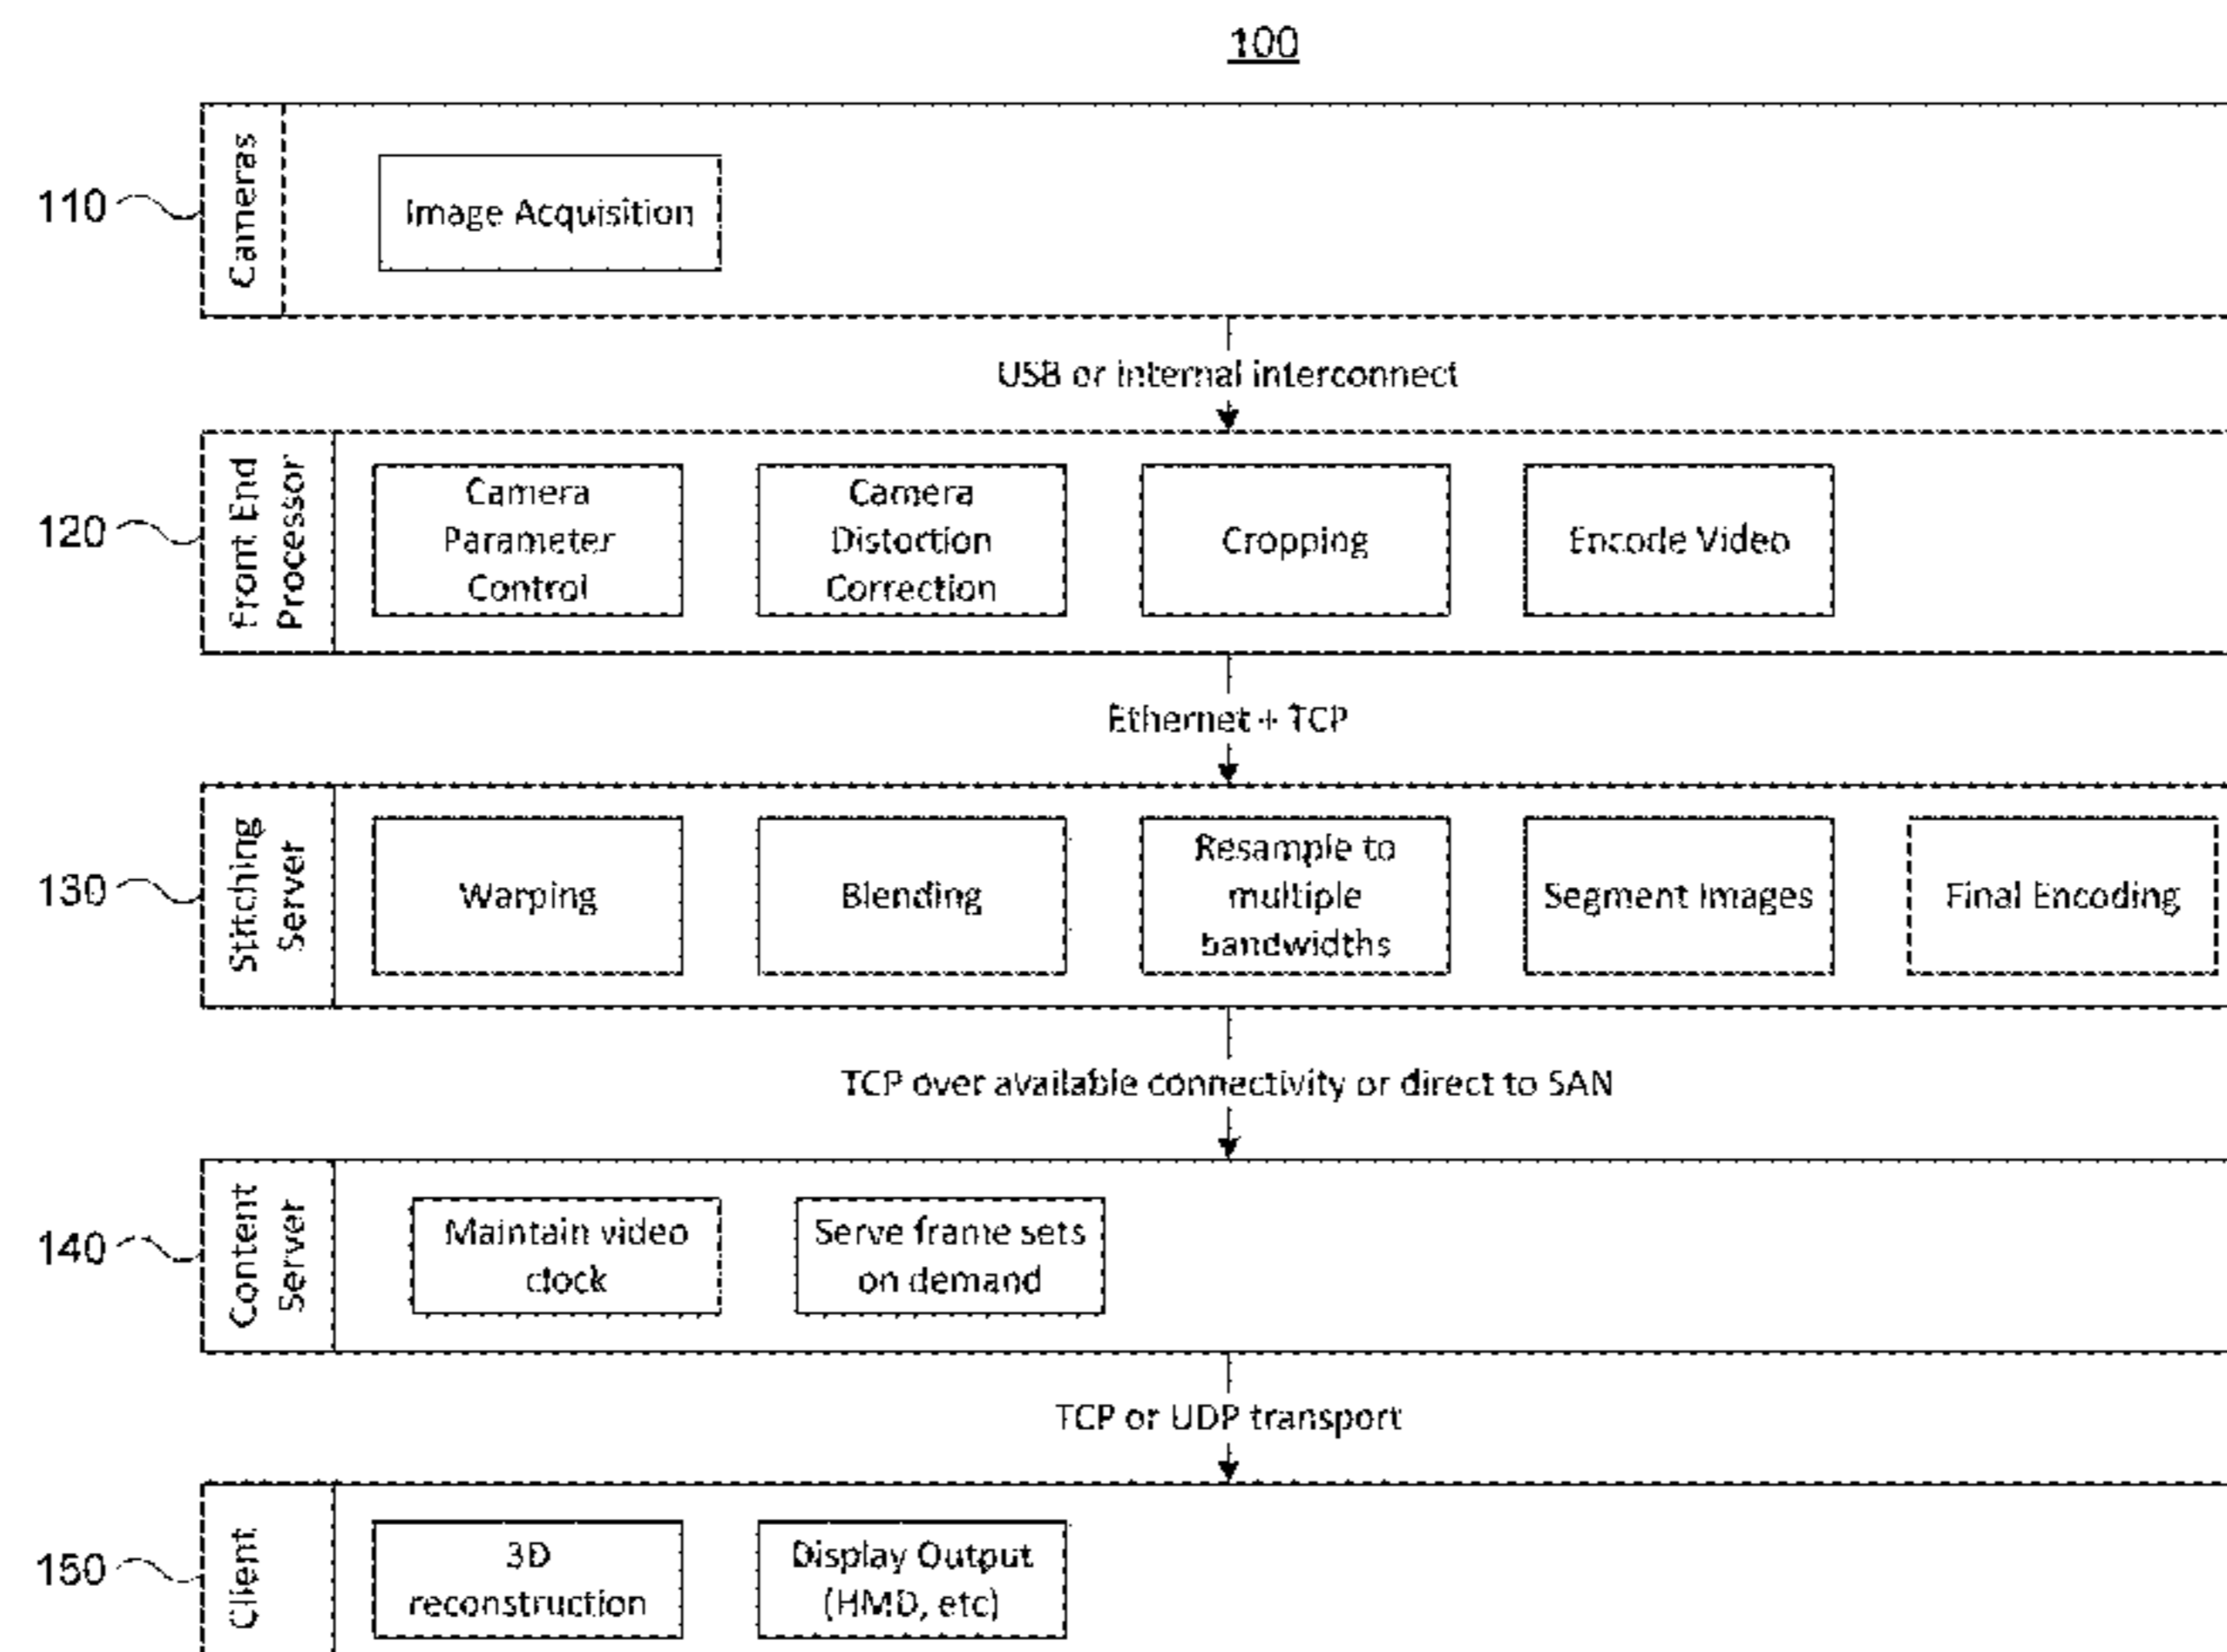 100
110
Cameras
Image Acquisition
USB or internal interconnect
120
Front End
Processor
Camera
Parameter
Control
Camera
Distortion
Correction
Cropping
Encode Video
Ethernet + TCP
130
Stitching
Server
Warping
Blending
Resample to
multiple
bandwidths
Segment Images
Final Encoding
TCP over available connectivity or direct to SAN
140
Content
Server
Maintain video
clock
Serve frame sets
on demand
TCP or UDP transport
150
Client
3D
reconstruction
Display Output
(HMD, etc)